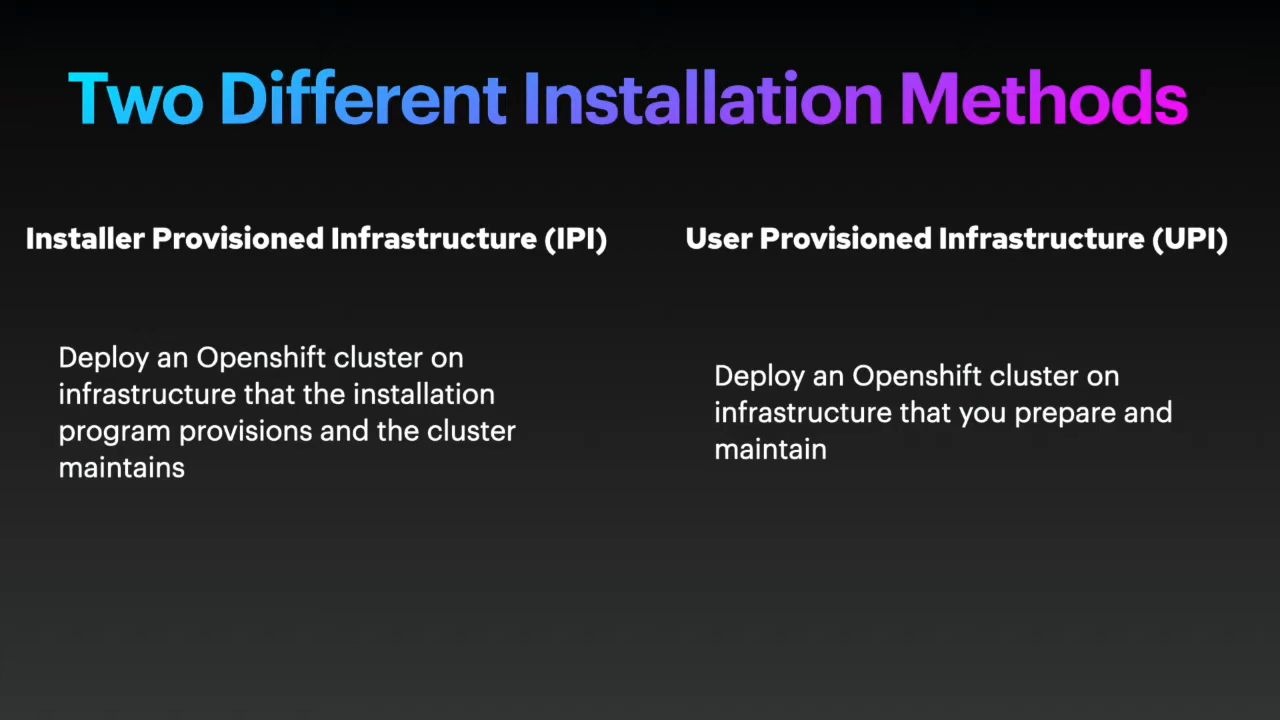 Two Different Installation Methods
Installer Provisioned Infrastructure (IPI)
Deploy an Openshift cluster on
infrastructure that the installation
program provisions and the cluster
maintains
User Provisioned Infrastructure (UPI)
Deploy an Openshift cluster on
infrastructure that you prepare and
maintain